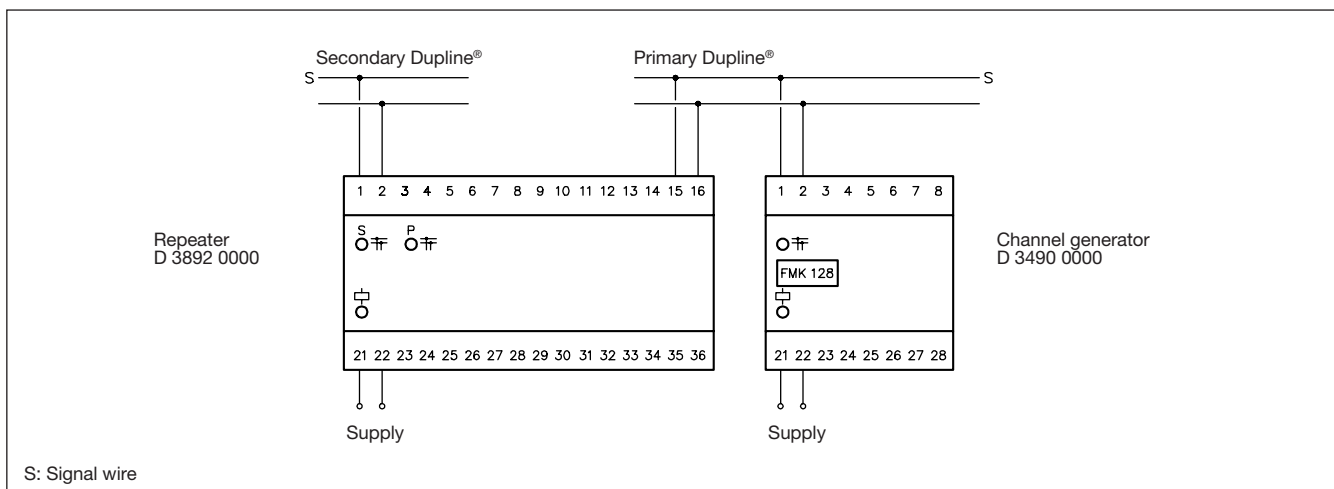 Secondary Dupline®
Primary Dupline®
S
S
1 2 3 4 5 6 7 8 9 10 11 12 13 14 15 16
1 2 3 4 5 6 7 8
S
P
Repeater
D 3892 0000
Channel generator
D 3490 0000
FMK 128
21 22 23 24 25 26 27 28 29 30 31 32 33 34 35 36
21 22 23 24 25 26 27 28
Supply
Supply
S: Signal wire